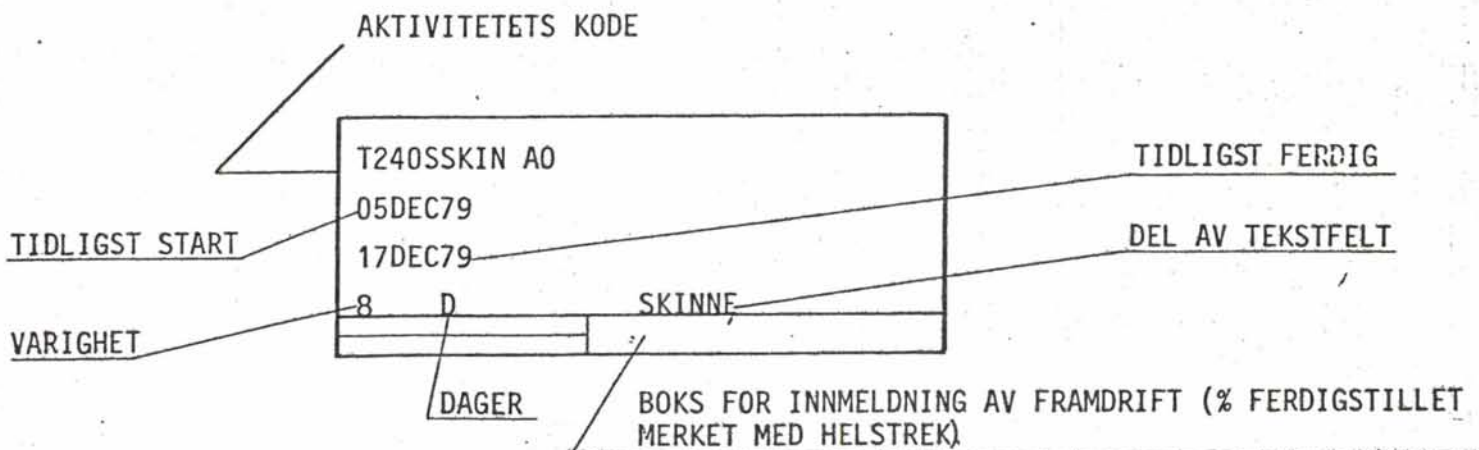 AKTIVITETETS KODE
T240SSKIN A0
TIDLIGST FERDIG
05DEC79
TIDLIGST START
17DEC79
DEL AV TEKSTFELT
8 D SKINNE
VARIGHET
DAGER
BOKS FOR INNMELDNING AV FRAMDRIFT (% FERDIGSTILLET
MERKET MED HELSTREK)